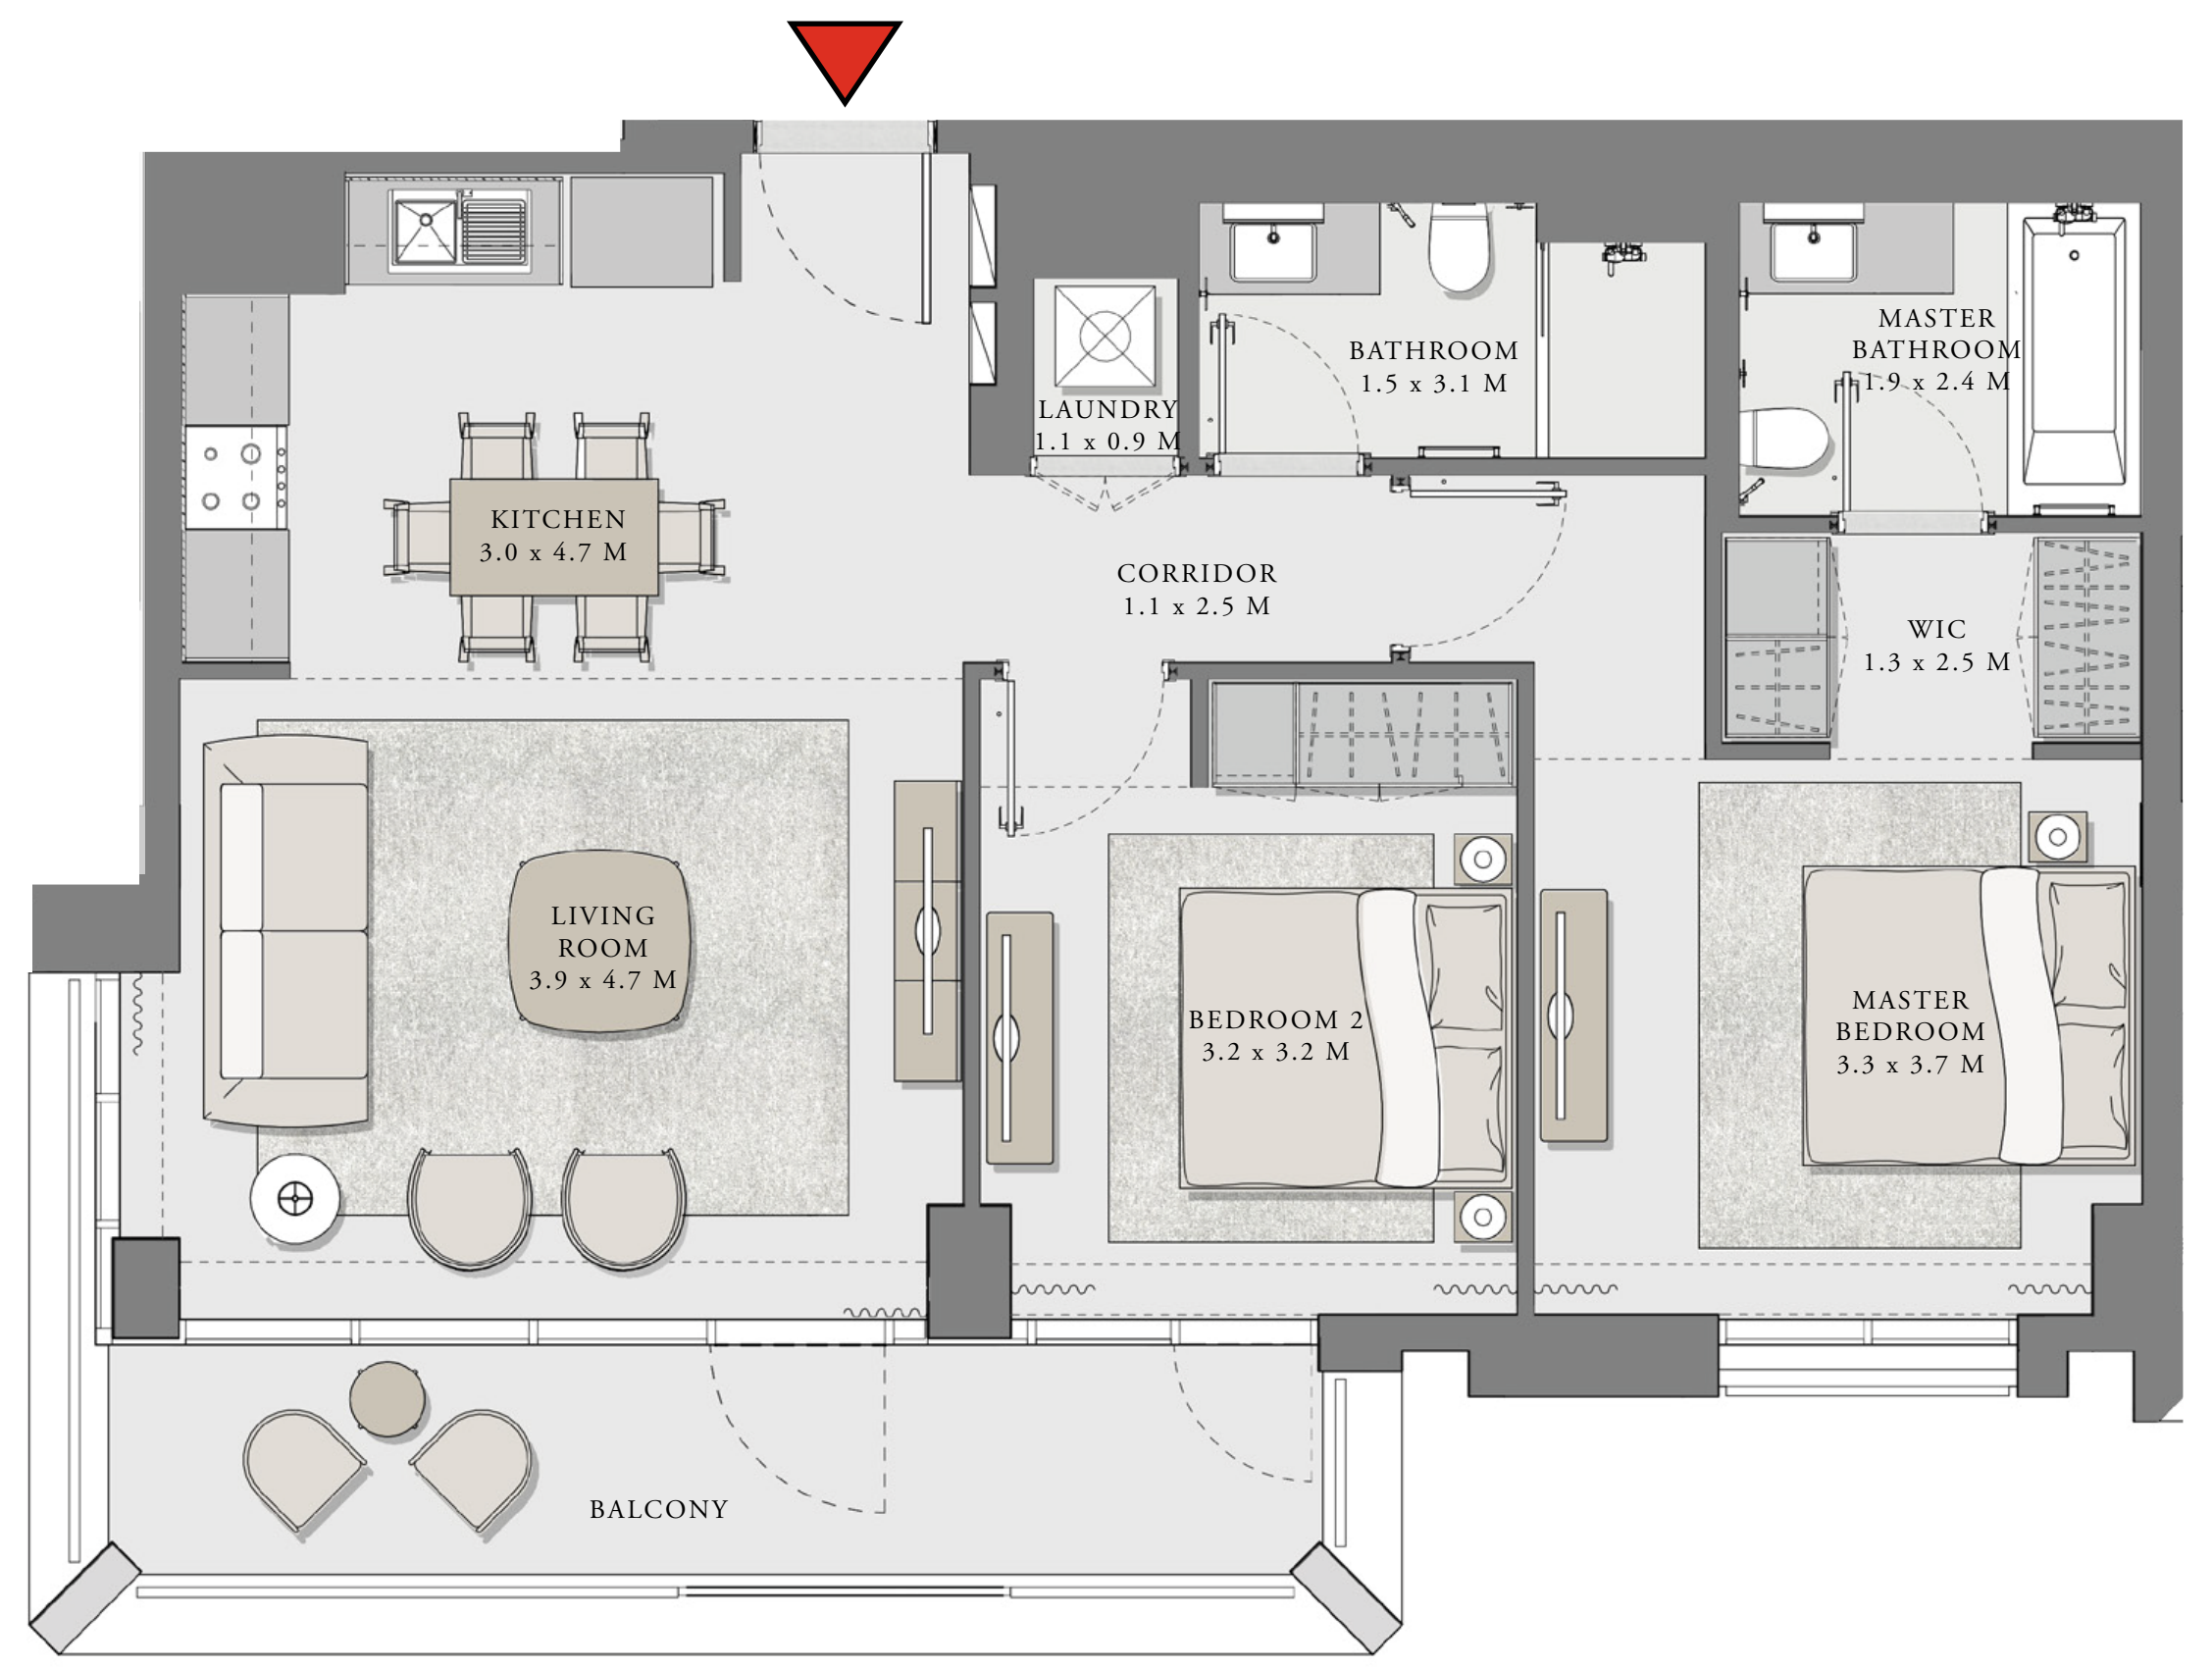 MASTER
BATHROOM
1.9 x 2.4 M
BATHROOM
1.5 x 3.1 M
LAUNDRY
1.1 x 0.9 M
KITCHEN
3.0 x 4.7 M
CORRIDOR
1.1 x 2.5 M
WIC
1.3 x 2.5 M
LIVING
ROOM
3.9 x 4.7 M
BEDROOM 2
3.2 x 3.2 M
MASTER
BEDROOM
3.3 x 3.7 M
BALCONY